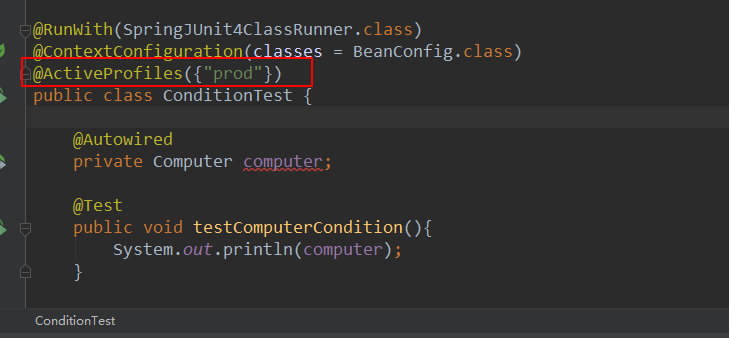 @RunWith(SpringJUnit4ClassRunner.class)
@ContextConfiguration(classes = BeanConfig.class)
@ActiveProfiles({"prod"})
public class ConditionTest {
@Autowired
private Computer computer;
@Test
public void testComputerCondition(){
System.out.println(computer);
}
ConditionTest